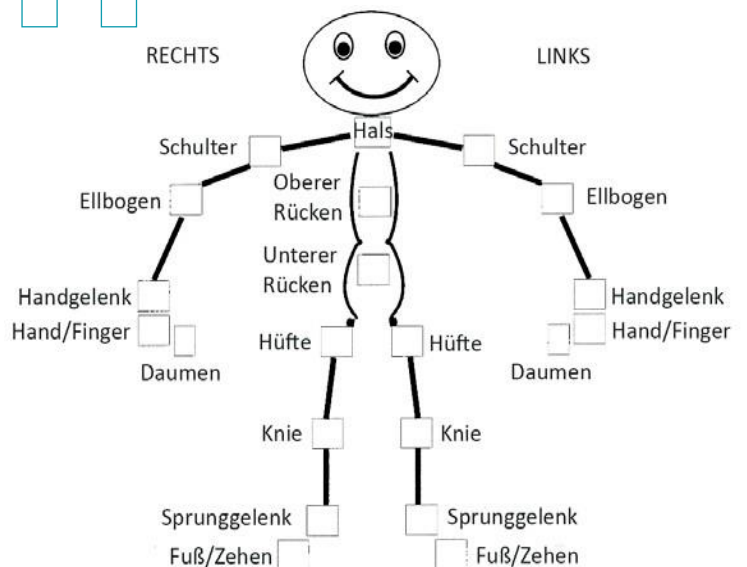 RECHTS
LINKS
Hals
Schulter
Schulter
Oberer
Rücken
Ellbogen
Ellbogen
Unterer
Rücken
Handgelenk
Handgelenk
Hand/Finger
Hand/Finger
Hüfte
Hüfte
Daumen
Daumen
Knie
Knie
Sprunggelenk
Sprunggelenk
Fuß/Zehen
Fuß/Zehen